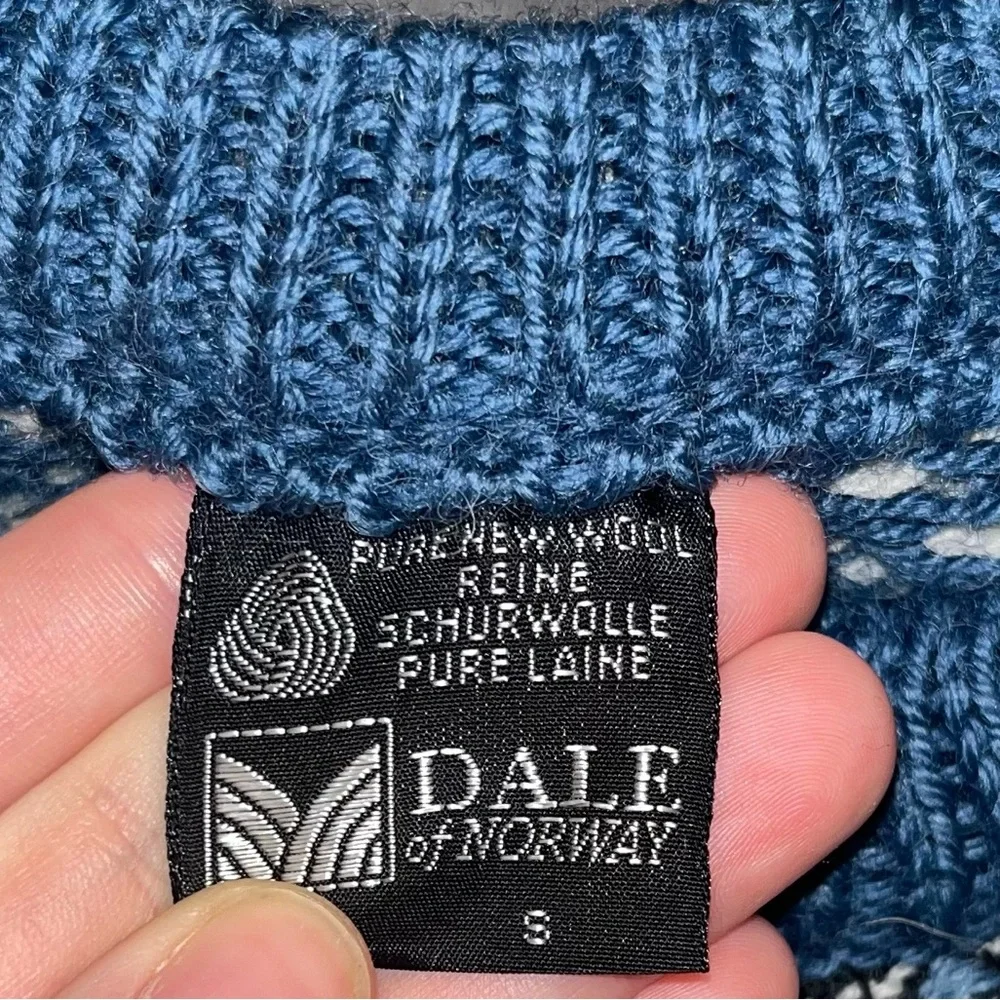 PURE NEW WOOL
REINE
SCHURWOLLE
PURE LAINE
DALE
of NORWAY
S